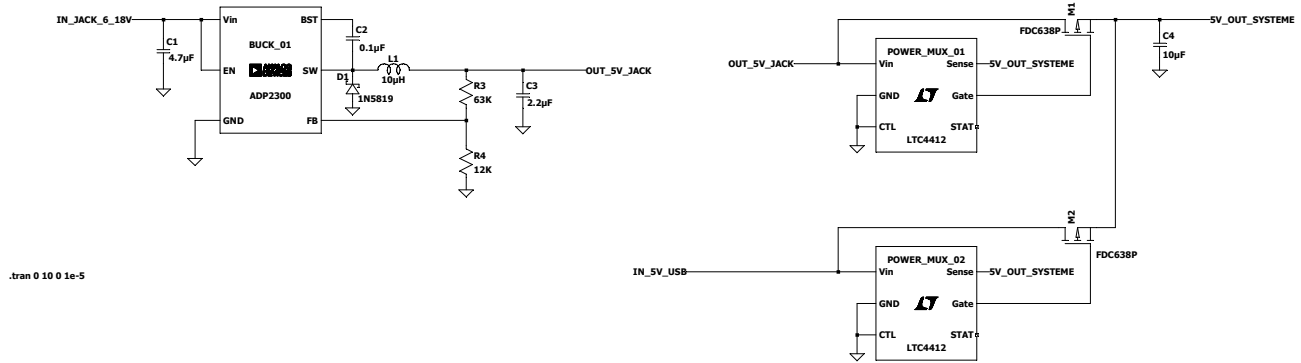 IN_JACK_6_18V
Vin
BST
BUCK_01
EN
SW
ADP2300
GND
FB
C1
4.7µF
C2
0.1µF
L1
10µH
D1
1N5819
OUT_5V_JACK
R3
63K
C3
2.2µF
R4
12K
.tran 0 10 0 1e-5
OUT_5V_JACK
POWER_MUX_01
Vin
Sense
5V_OUT_SYSTEME
GND
Gate
CTL
STAT
LTC4412
M1
FDC638P
5V_OUT_SYSTEME
C4
10µF
IN_5V_USB
POWER_MUX_02
Vin
Sense
5V_OUT_SYSTEME
GND
Gate
CTL
STAT
LTC4412
M2
FDC638P